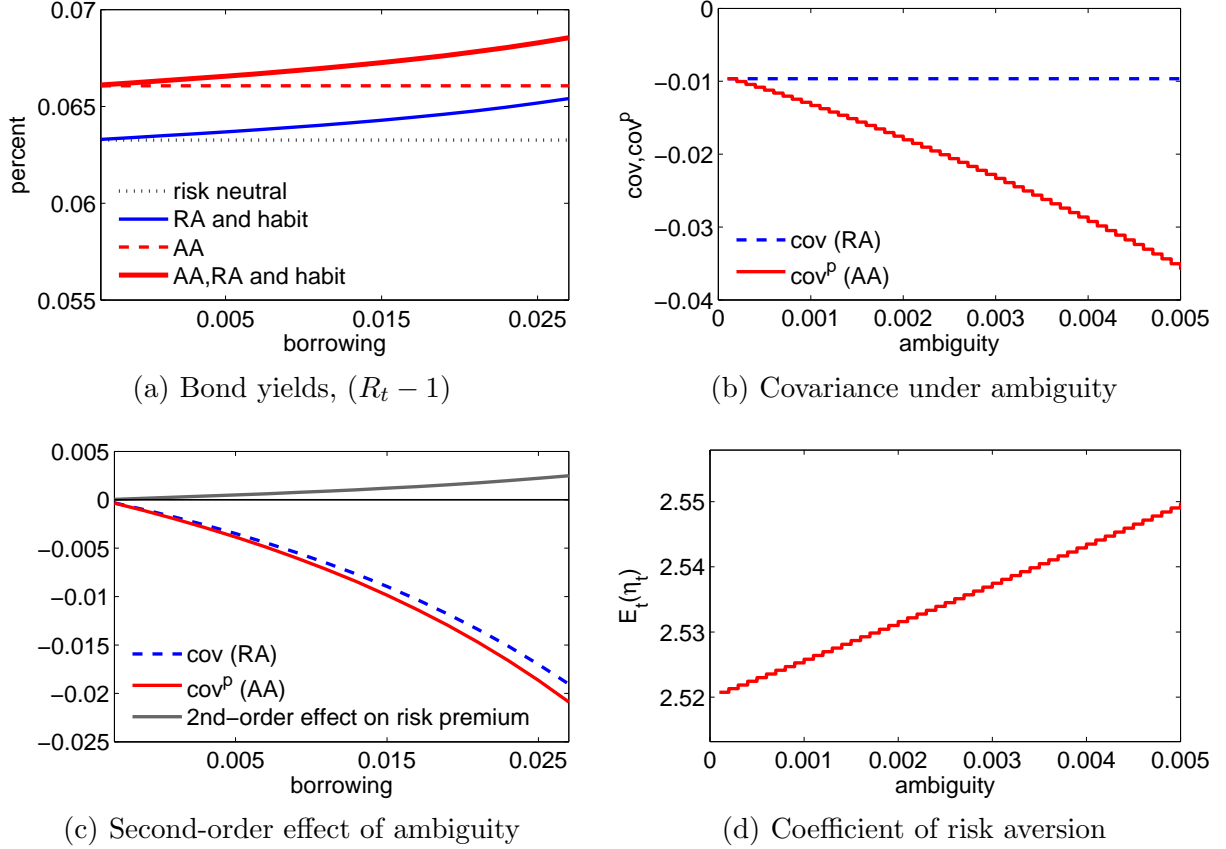 0.07
0.065
0.06
0.055
percent
risk neutral
RA and habit
AA
AA,RA and habit
0.005
0.015
0.025
borrowing
(a) Bond yields, (R_t − 1)
0
−0.01
−0.02
−0.03
−0.04
cov,cov^p
cov (RA)
cov^p (AA)
0
0.001
0.002
0.003
0.004
0.005
ambiguity
(b) Covariance under ambiguity
0.005
0
−0.005
−0.01
−0.015
−0.02
−0.025
cov (RA)
cov^p (AA)
2nd−order effect on risk premium
0.005
0.015
0.025
borrowing
(c) Second-order effect of ambiguity
2.55
2.54
2.53
2.52
E_t(η_t)
0
0.001
0.002
0.003
0.004
0.005
ambiguity
(d) Coefficient of risk aversion